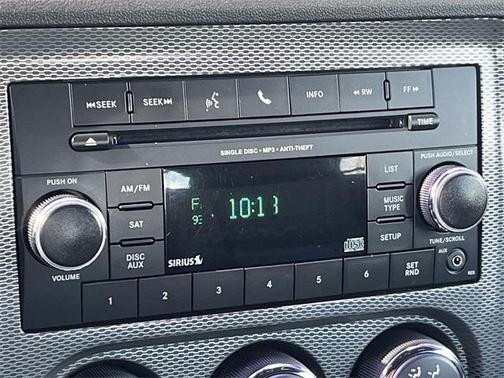 ⏮SEEK SEEK⏭ INFO ◀◀ RW FF ▶▶
TIME
SINGLE DISC • MP3 • ANTI-THEFT
PUSH ON
PUSH AUDIO/SELECT
AM/FM
LIST
SAT
MUSIC TYPE
DISC AUX
SETUP
10:13
SIRIUS
VOLUME
TUNE/SCROLL
AUX
1 2 3 4 5 6 SET RND
RES